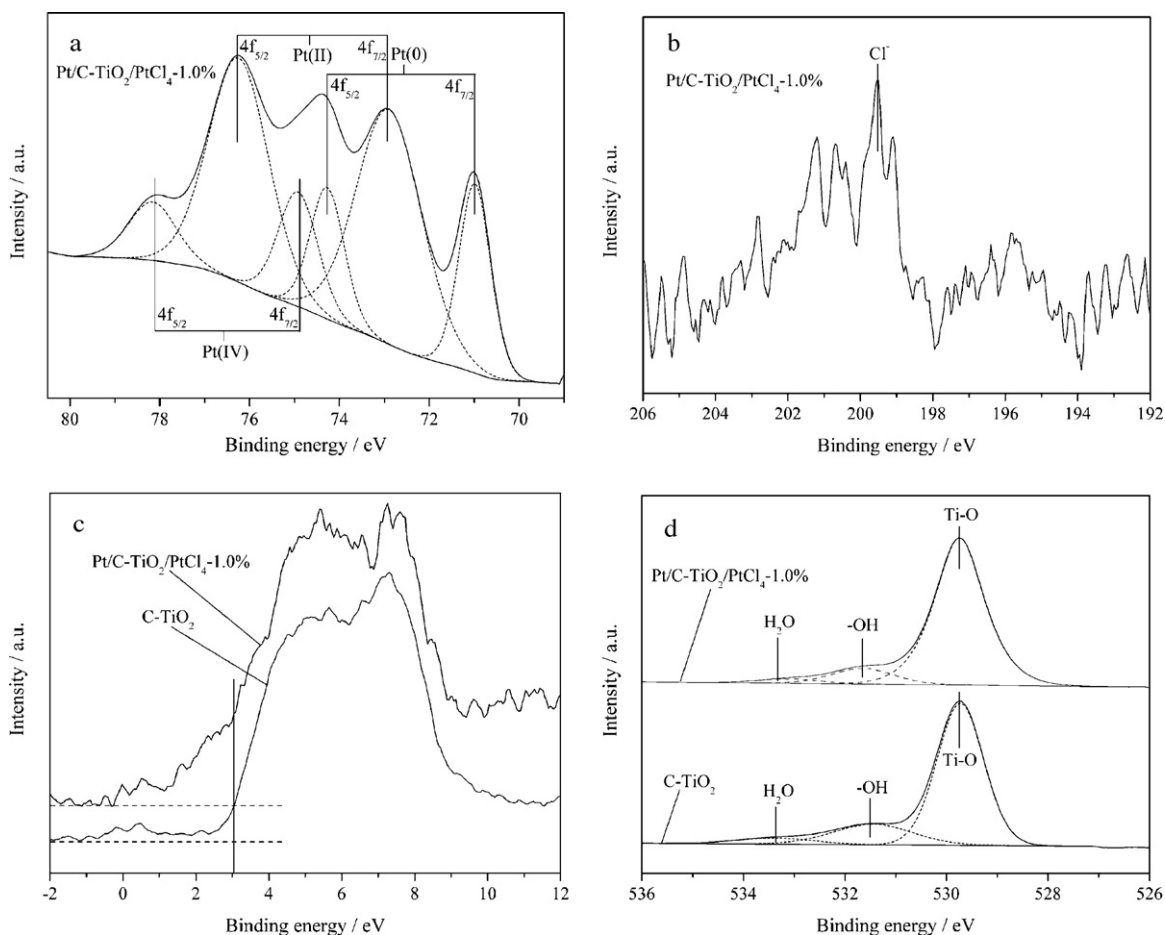 a
4f5/2
Pt(II)
4f7/2
Pt(0)
Pt/C-TiO2/PtCl4-1.0%
4f5/2
4f7/2
4f5/2
4f7/2
Pt(IV)
Intensity / a.u.
80 78 76 74 72 70
Binding energy / eV
b
Cl-
Pt/C-TiO2/PtCl4-1.0%
Intensity / a.u.
206 204 202 200 198 196 194 192
Binding energy / eV
c
Pt/C-TiO2/PtCl4-1.0%
C-TiO2
Intensity / a.u.
-2 0 2 4 6 8 10 12
Binding energy / eV
d
Ti-O
Pt/C-TiO2/PtCl4-1.0%
H2O
-OH
Ti-O
C-TiO2
H2O
-OH
Intensity / a.u.
536 534 532 530 528 526
Binding energy / eV